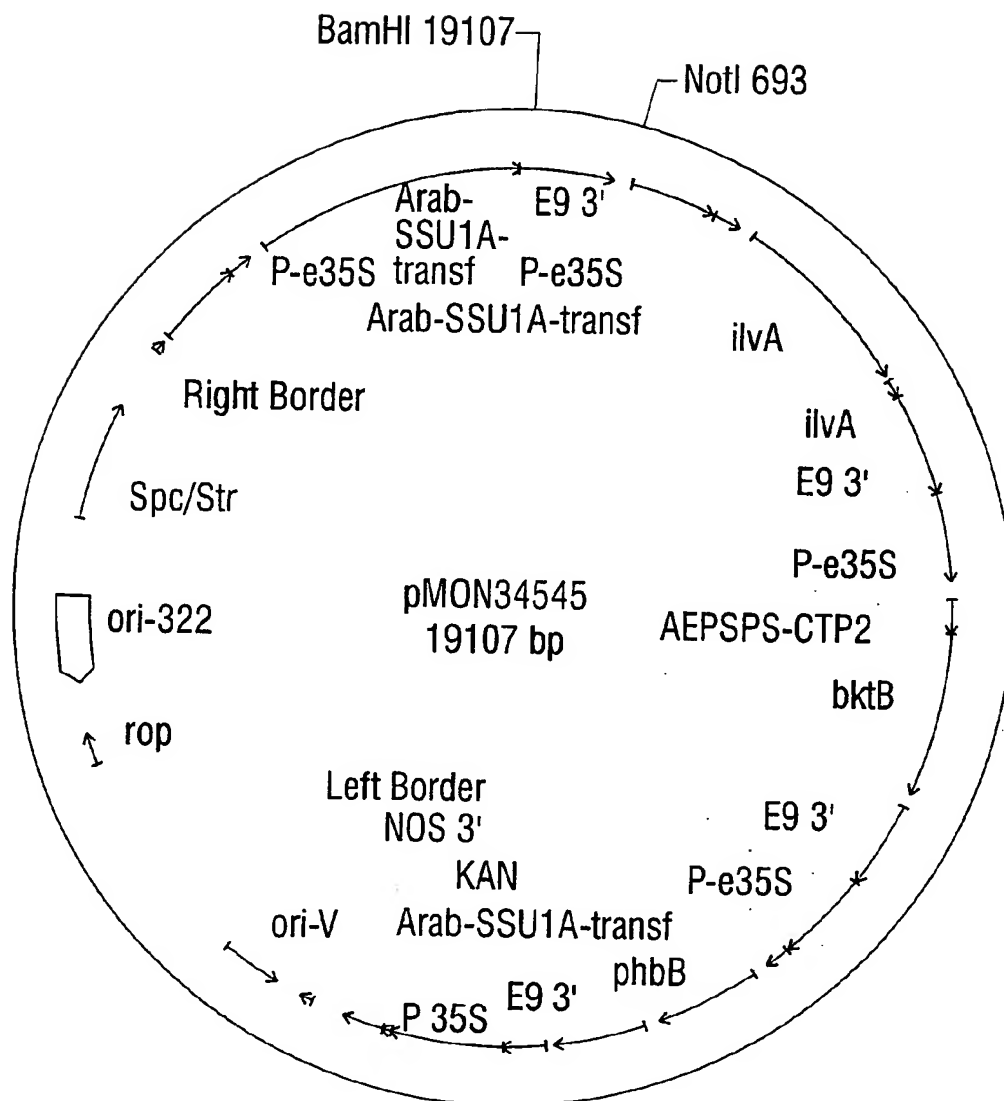 BamHI 19107
NotI 693
Arab-
SSU1A-
transf
E9 3'
P-e35S
P-e35S
Arab-SSU1A-transf
ilvA
Right Border
ilvA
E9 3'
Spc/Str
P-e35S
pMON34545
19107 bp
ori-322
AEPSPS-CTP2
bktB
rop
Left Border
NOS 3'
E9 3'
KAN
P-e35S
ori-V
Arab-SSU1A-transf
phbB
E9 3'
P 35S